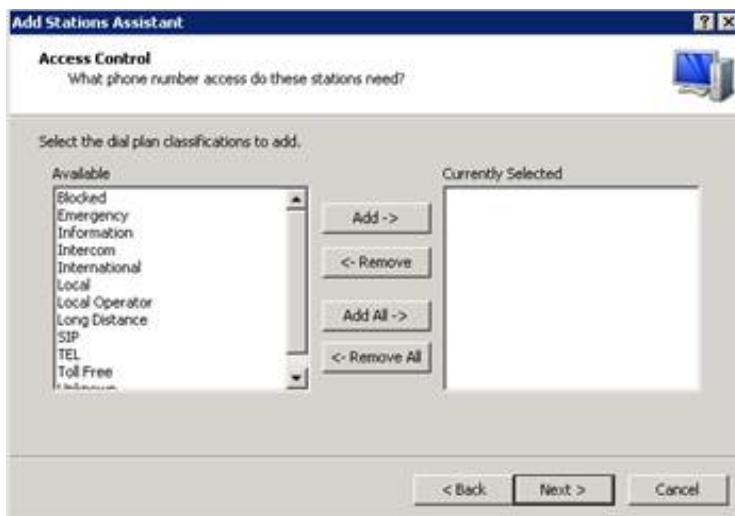 Add Stations Assistant
Access Control
What phone number access do these stations need?
Select the dial plan classifications to add.
Available
Currently Selected
Blocked
Emergency
Information
Intercom
International
Local
Local Operator
Long Distance
SIP
TEL
Toll Free
Unknown
Add ->
<- Remove
Add All ->
<- Remove All
< Back
Next >
Cancel